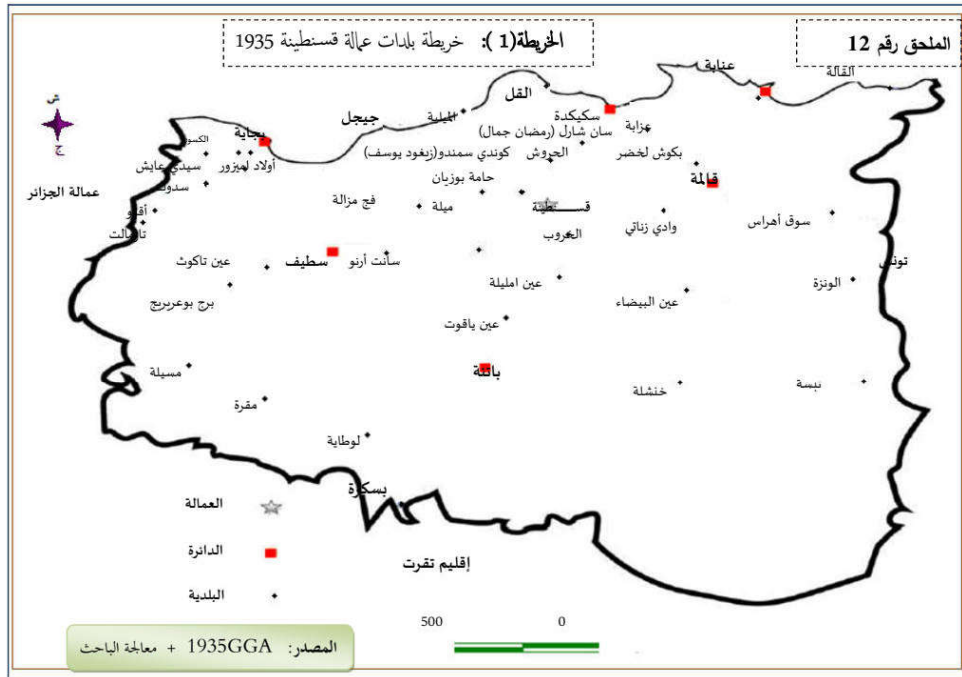 الملحق رقم 12
الخريطة(1 ): خريطة بلدات عمالة قسنطينة 1935
ش
ج
عنابة
القالة
القل
سكيكدة
الميلية
جيجل
عزابة
سان شارل (رمضان جمال)
بجاية
الكسور
الحروش
كوندي سمندو(زيغود يوسف)
بكوش لخضر
أولاد لميزور
سيدي عايش
حامة بوزيان
قالمة
سدوك
عمالة الجزائر
فج مزالة
ميلة
قسنطينة
أقبو
وادي زناتي
سوق أهراس
تازمالت
الخروب
سطيف
سانت أرنو
عين تاكوث
تونس
عين امليلة
الونزة
برج بوعريريج
عين البيضاء
عين ياقوت
باتنة
مسيلة
خنشلة
تبسة
مقرة
لوطاية
بسكرة
العمالة
الدائرة
إقليم تقرت
البلدية
500 0
المصدر: 1935GGA + معالجة الباحث